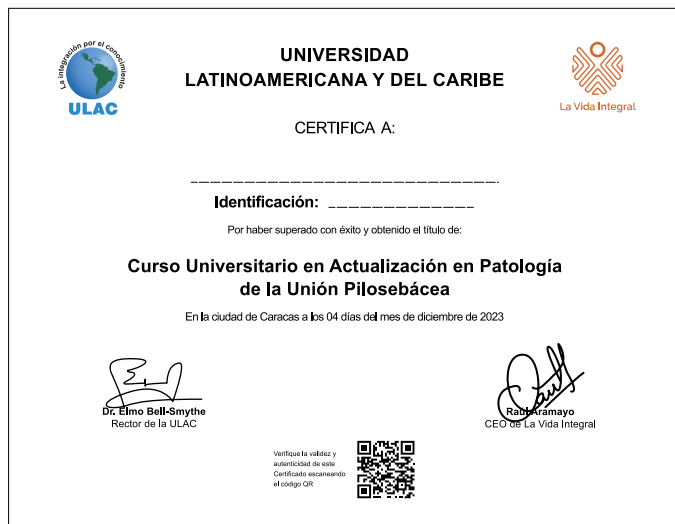 La integración por el conocimiento
ULAC
UNIVERSIDAD
LATINOAMERICANA Y DEL CARIBE
La Vida Integral
CERTIFICA A:
Identificación:
Por haber superado con éxito y obtenido el título de:
Curso Universitario en Actualización en Patología
de la Unión Pilosebácea
En la ciudad de Caracas a los 04 días del mes de diciembre de 2023
Dr. Elmo Bell-Smythe
Rector de la ULAC
Raúl Aramayo
CEO de La Vida Integral
Verifique la validez y
autenticidad de este
Certificado escaneando
el código QR